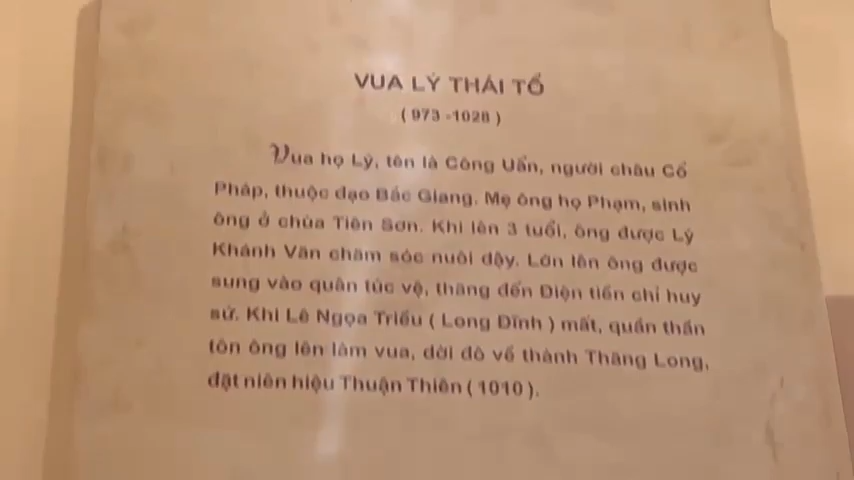 VUA LÝ THÁI TỔ
( 973 -1028 )
Vua họ Lý, tên là Công Uẩn, người châu Cổ
Pháp, thuộc đạo Bắc Giang. Mẹ ông họ Phạm, sinh
ông ở chùa Tiên Sơn. Khi lên 3 tuổi, ông được Lý
Khánh Văn chăm sóc nuôi dậy. Lớn lên ông được
sung vào quân túc vệ, thăng đến Điện tiền chỉ huy
sứ. Khi Lê Ngọa Triều ( Long Đĩnh ) mất, quần thần
tôn ông lên làm vua, dời đô về thành Thăng Long,
đặt niên hiệu Thuận Thiên ( 1010 ).